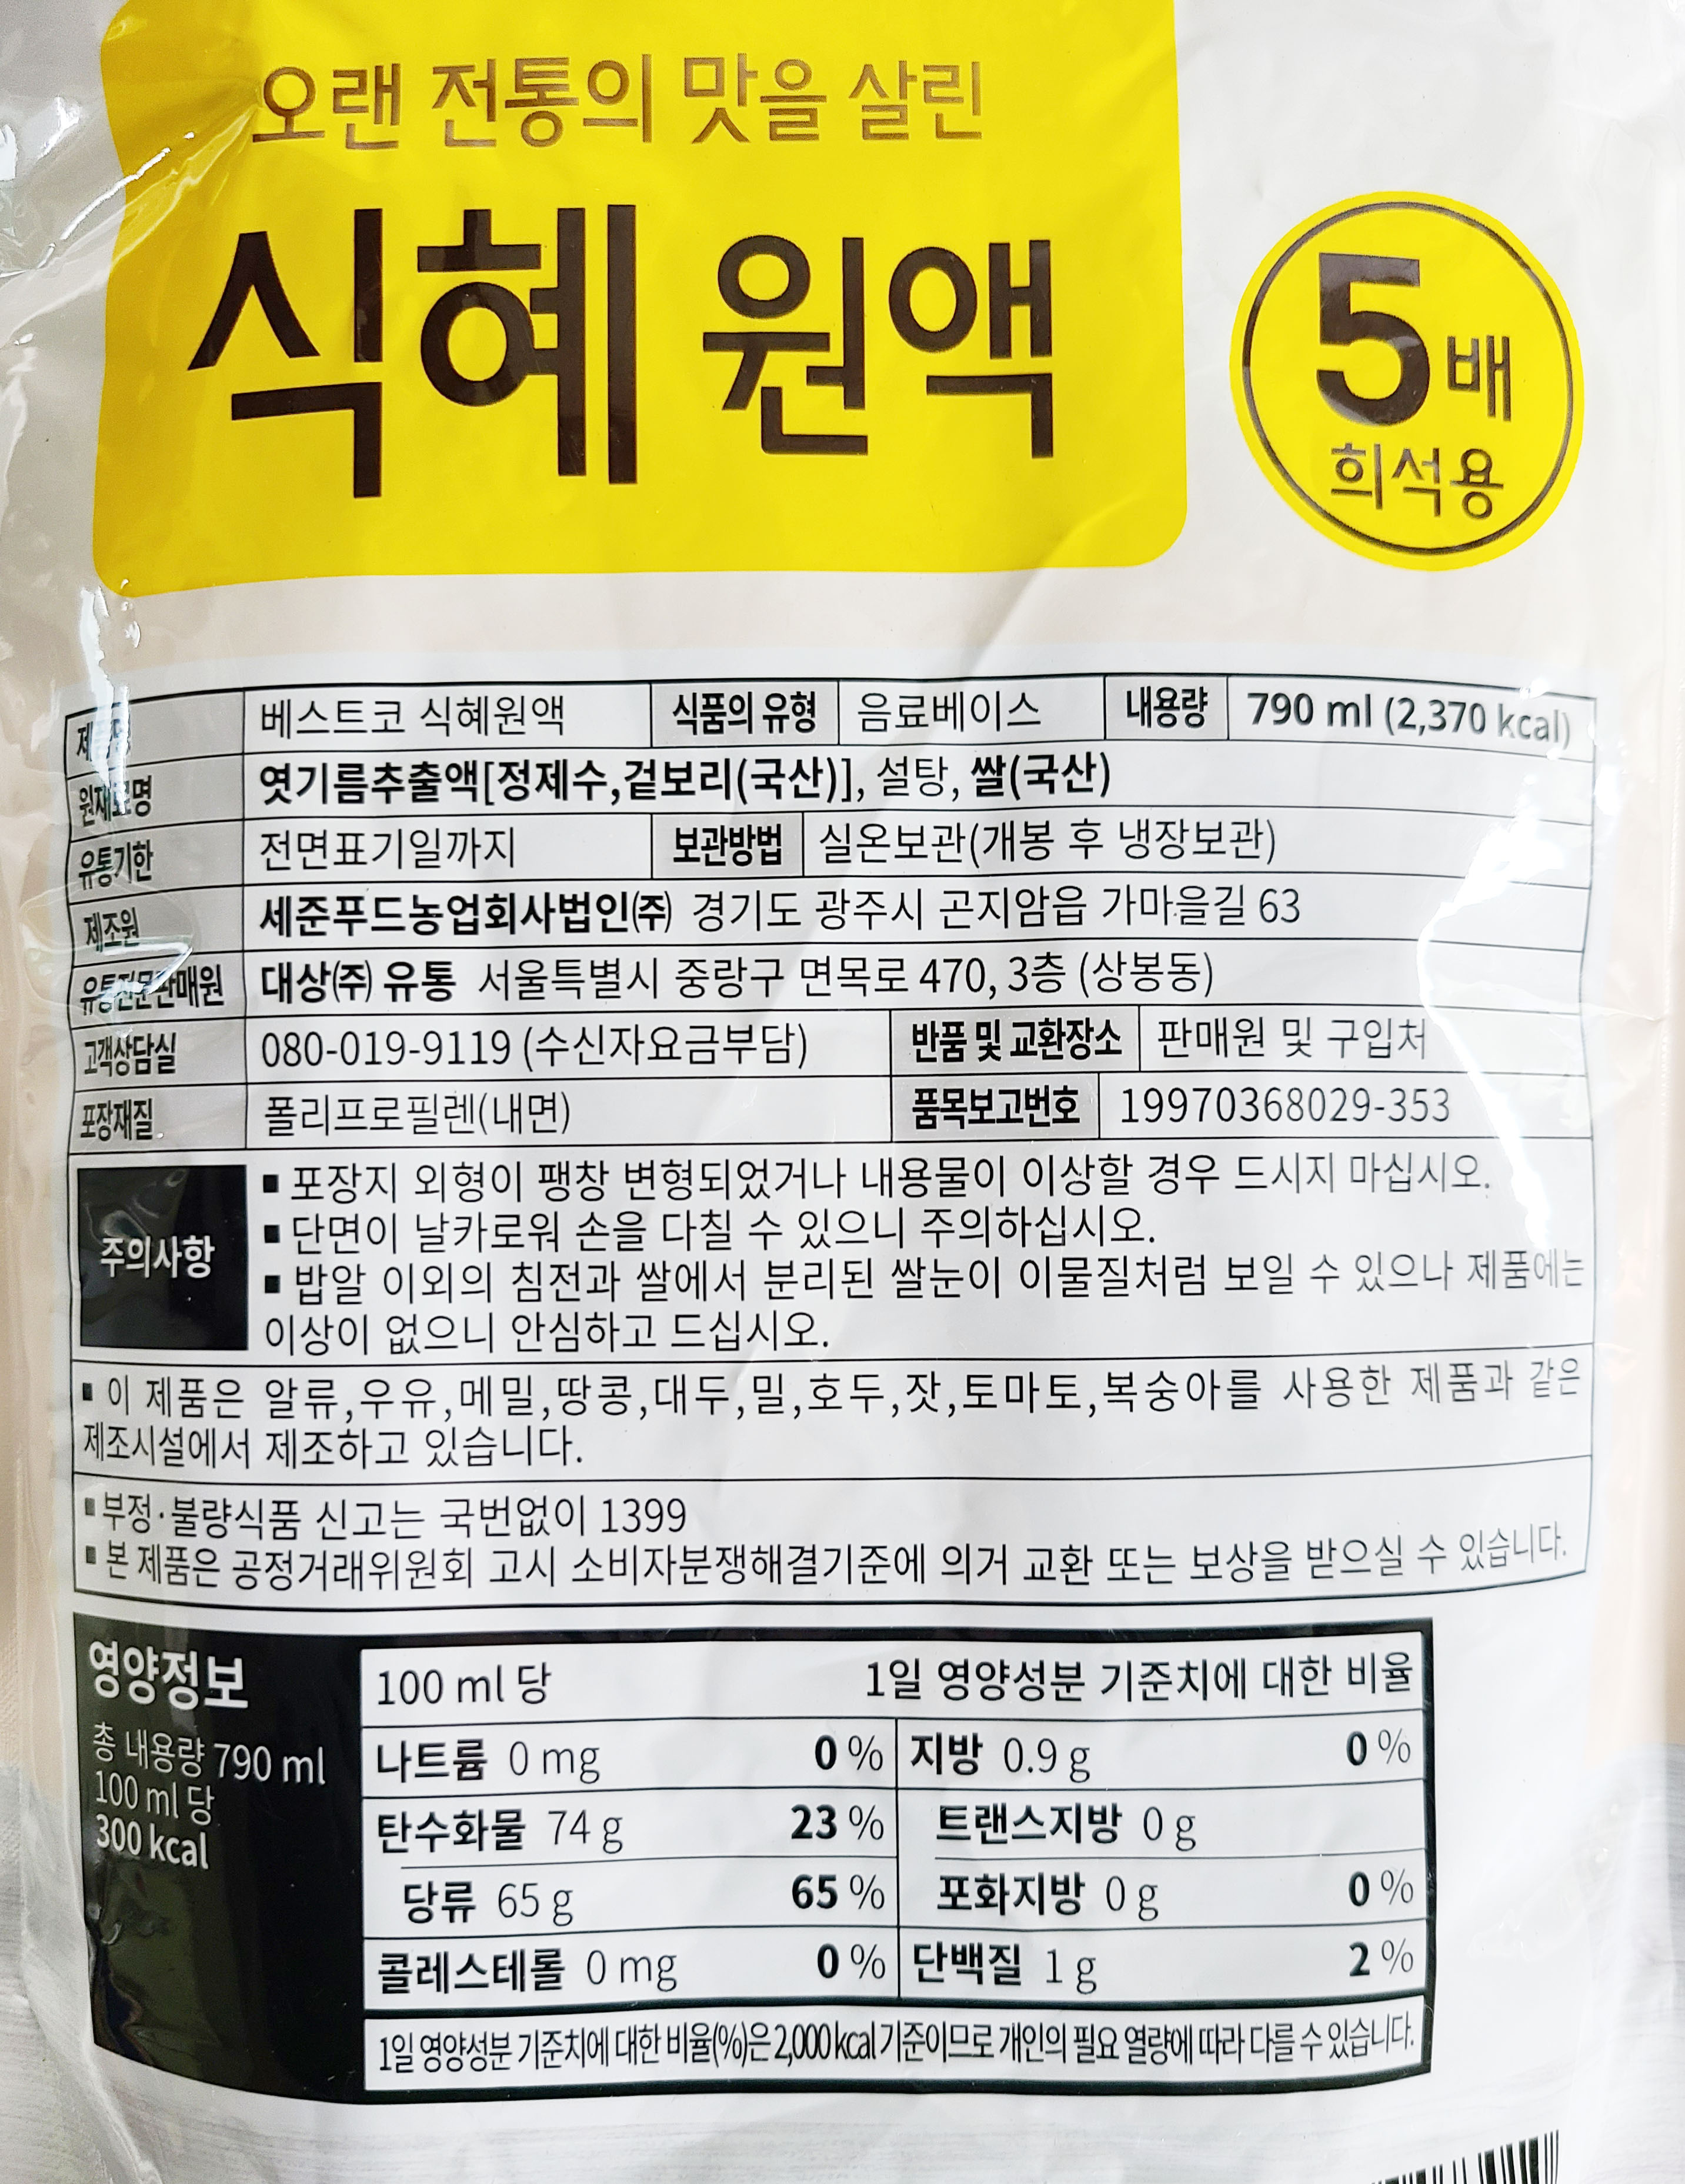 오랜 전통의 맛을 살린
식혜 원액
5배
희석용
베스트코 식혜원액 식품의 유형 음료베이스 내용량 790 ml (2,370 kcal)
원재료명 엿기름추출액[정제수,겉보리(국산)], 설탕, 쌀(국산)
유통기한 전면표기일까지 보관방법 실온보관(개봉 후 냉장보관)
제조원 세준푸드농업회사법인㈜ 경기도 광주시 곤지암읍 가마을길 63
유통전문판매원 대상㈜ 유통 서울특별시 중랑구 면목로 470, 3층 (상봉동)
고객상담실 080-019-9119 (수신자요금부담) 반품 및 교환장소 판매원 및 구입처
포장재질 폴리프로필렌(내면) 품목보고번호 19970368029-353
주의사항
▪ 포장지 외형이 팽창 변형되었거나 내용물이 이상할 경우 드시지 마십시오.
▪ 단면이 날카로워 손을 다칠 수 있으니 주의하십시오.
▪ 밥알 이외의 침전과 쌀에서 분리된 쌀눈이 이물질처럼 보일 수 있으나 제품에는
이상이 없으니 안심하고 드십시오.
▪ 이 제품은 알류,우유,메밀,땅콩,대두,밀,호두,잣,토마토,복숭아를 사용한 제품과 같은
제조시설에서 제조하고 있습니다.
▪ 부정·불량식품 신고는 국번없이 1399
▪ 본 제품은 공정거래위원회 고시 소비자분쟁해결기준에 의거 교환 또는 보상을 받으실 수 있습니다.
영양정보
총 내용량 790 ml
100 ml 당
300 kcal
100 ml 당 1일 영양성분 기준치에 대한 비율
나트륨 0 mg 0 % 지방 0.9 g 0 %
탄수화물 74 g 23 % 트랜스지방 0 g
당류 65 g 65 % 포화지방 0 g 0 %
콜레스테롤 0 mg 0 % 단백질 1 g 2 %
1일 영양성분 기준치에 대한 비율(%)은 2,000 kcal 기준이므로 개인의 필요 열량에 따라 다를 수 있습니다.